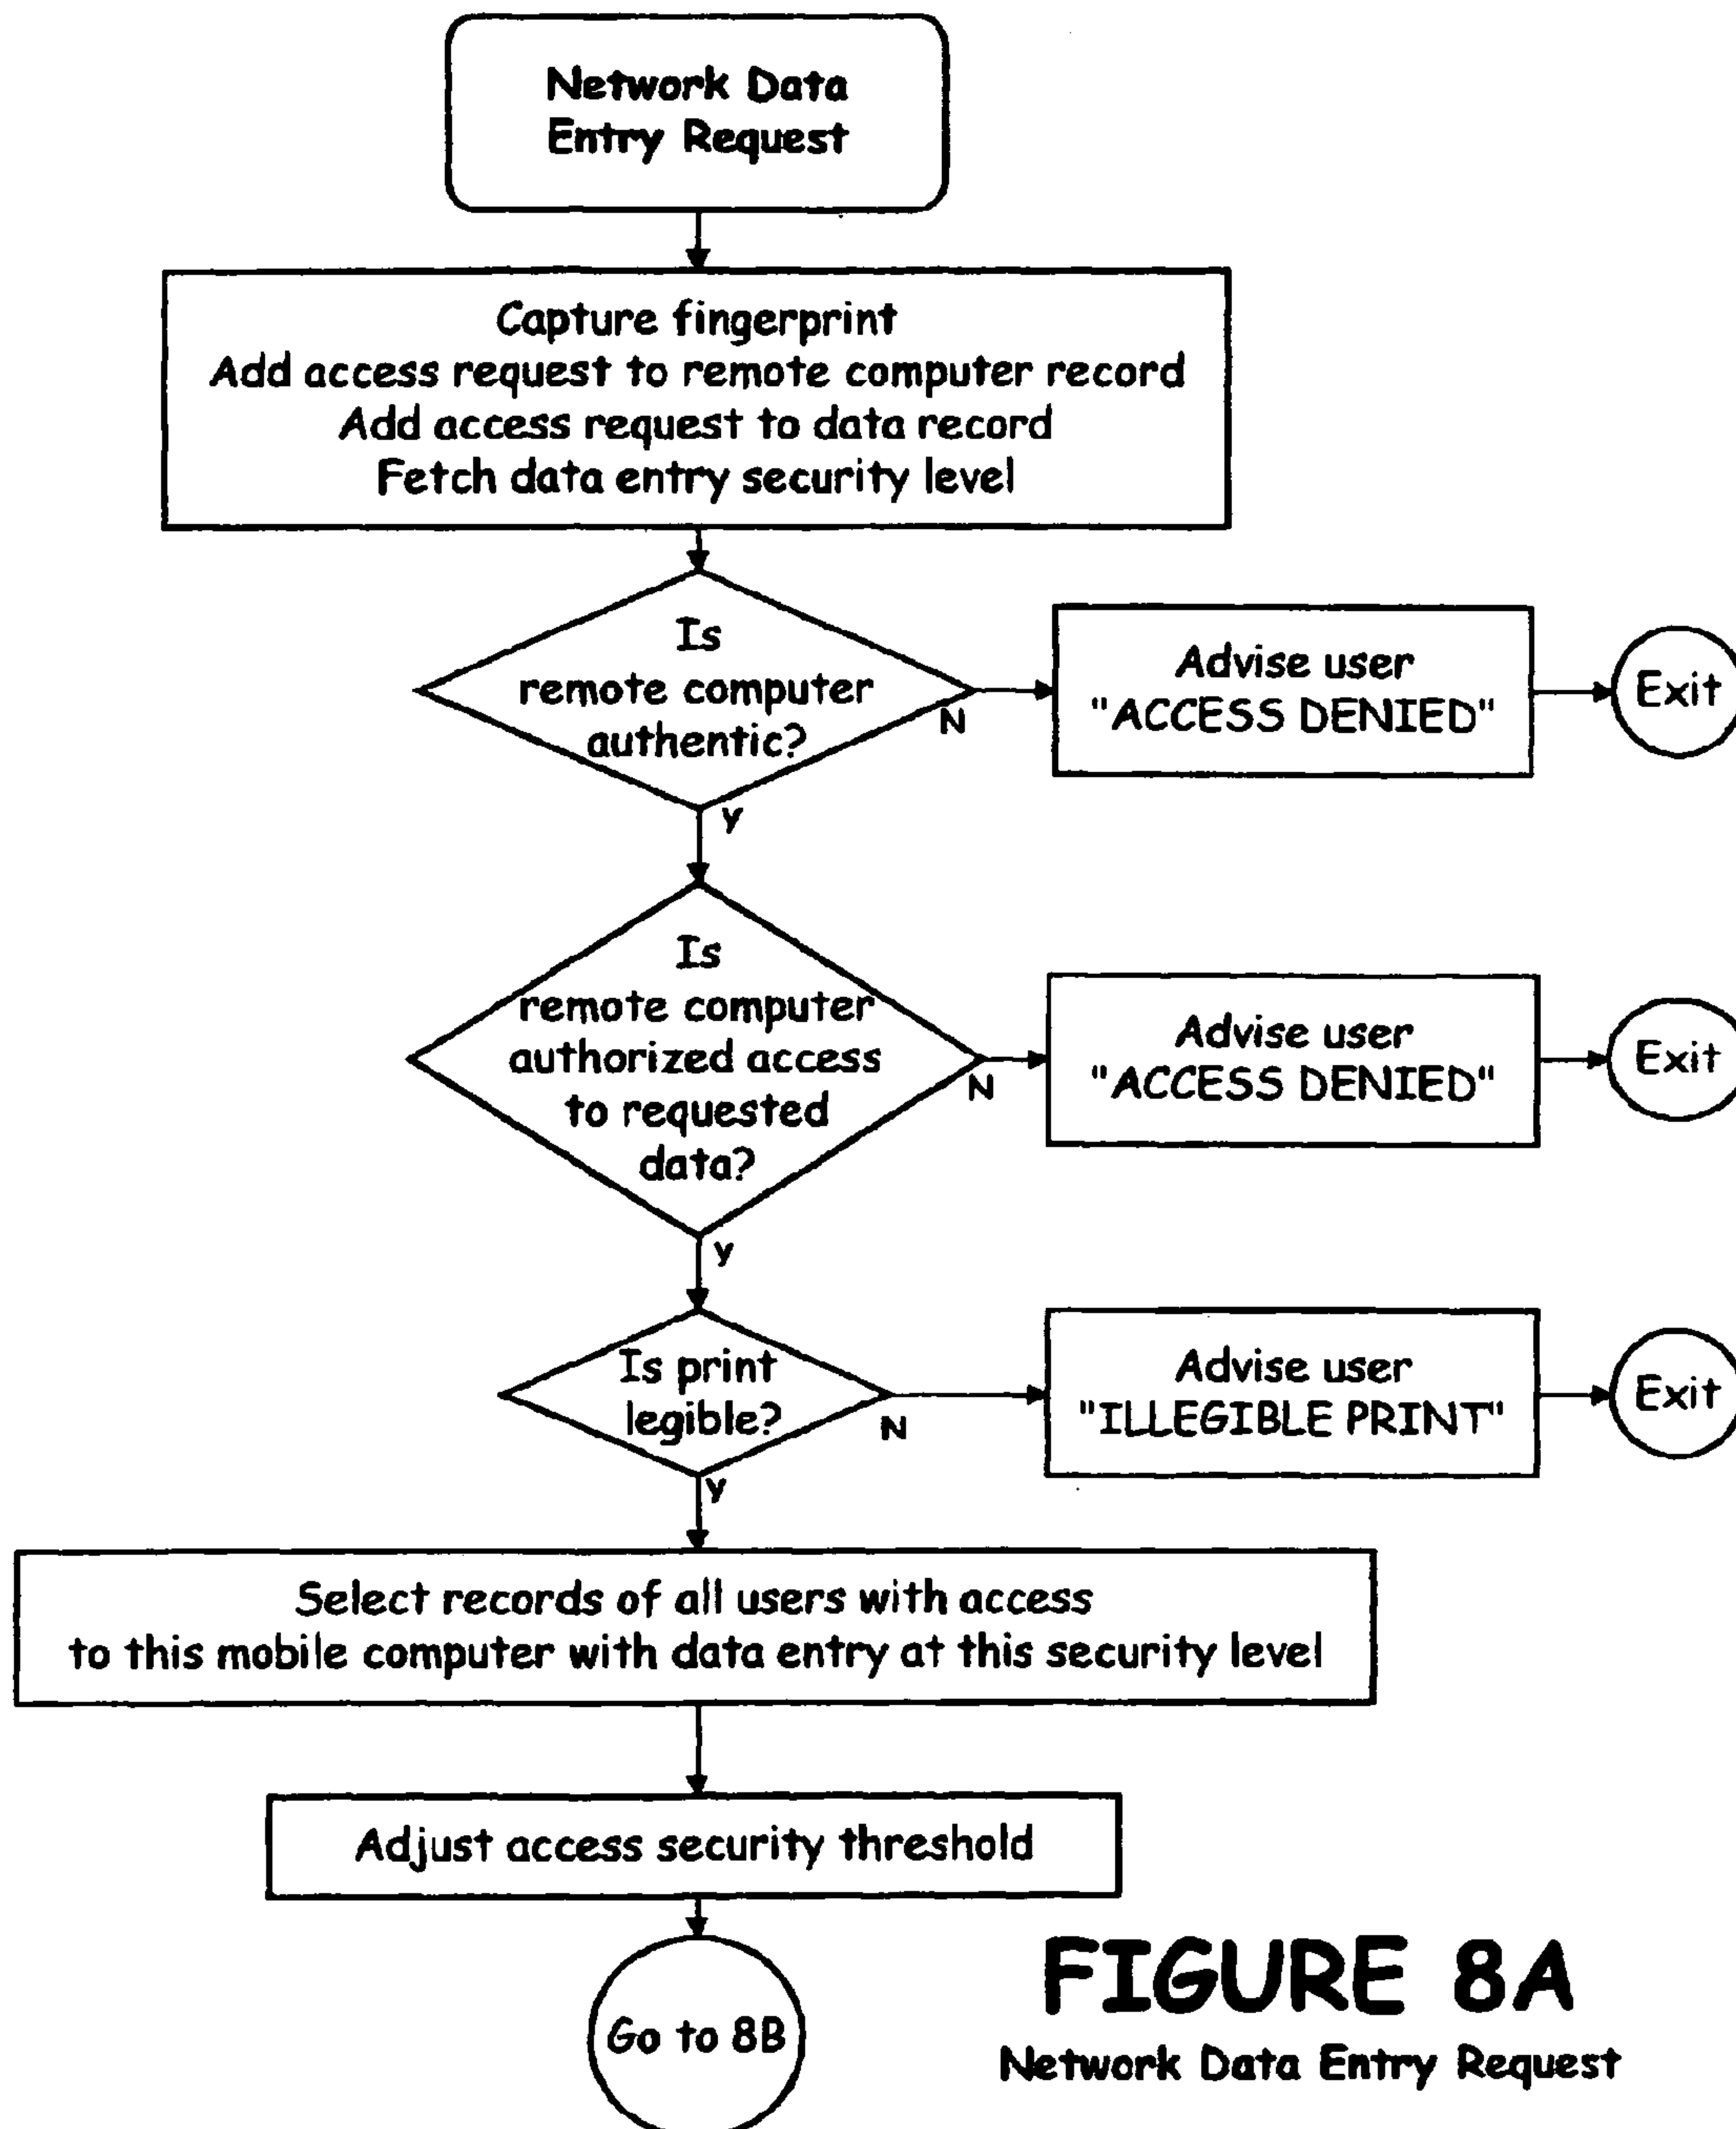 Network Data
Entry Request
Capture fingerprint
Add access request to remote computer record
Add access request to data record
Fetch data entry security level
Is
remote computer
authentic?
N
Advise user
"ACCESS DENIED"
Exit
y
Is
remote computer
authorized access
to requested
data?
N
Advise user
"ACCESS DENIED"
Exit
y
Is print
legible?
N
Advise user
"ILLEGIBLE PRINT"
Exit
y
Select records of all users with access
to this mobile computer with data entry at this security level
Adjust access security threshold
Go to 8B
FIGURE 8A
Network Data Entry Request